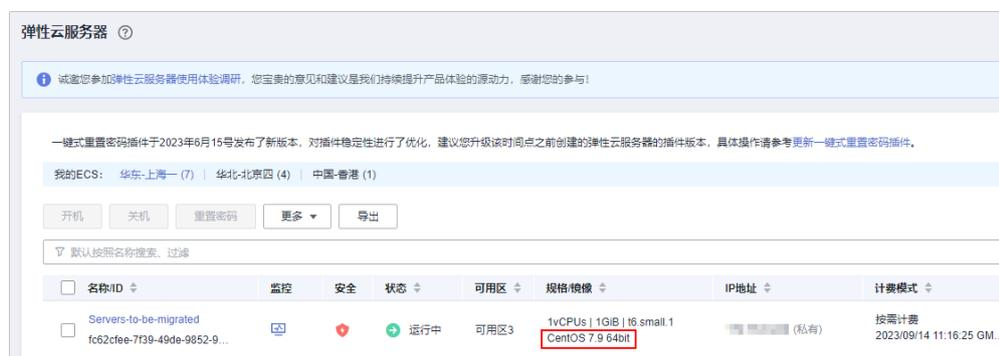 弹性云服务器
诚邀您参加弹性云服务器使用体验调研，您宝贵的意见和建议是我们持续提升产品体验的源动力，感谢您的参与！
一键式重置密码插件于2023年6月15号发布了新版本，对插件稳定性进行了优化，建议您升级该时间点之前创建的弹性云服务器的插件版本，具体操作请参考更新一键式重置密码插件。
我的ECS： 华东-上海一 (7) | 华北-北京四 (4) | 中国-香港 (1)
开机 关机 重置密码 更多 导出
默认按照名称搜索、过滤
名称/ID 监控 安全 状态 可用区 规格/镜像 IP地址 计费模式
Servers-to-be-migrated 运行中 可用区3 1vCPUs | 1GiB | t6.small.1 (私有) 按需计费
fc62cfee-7f39-49de-9852-9... CentOS 7.9 64bit 2023/09/14 11:16:25 GM...